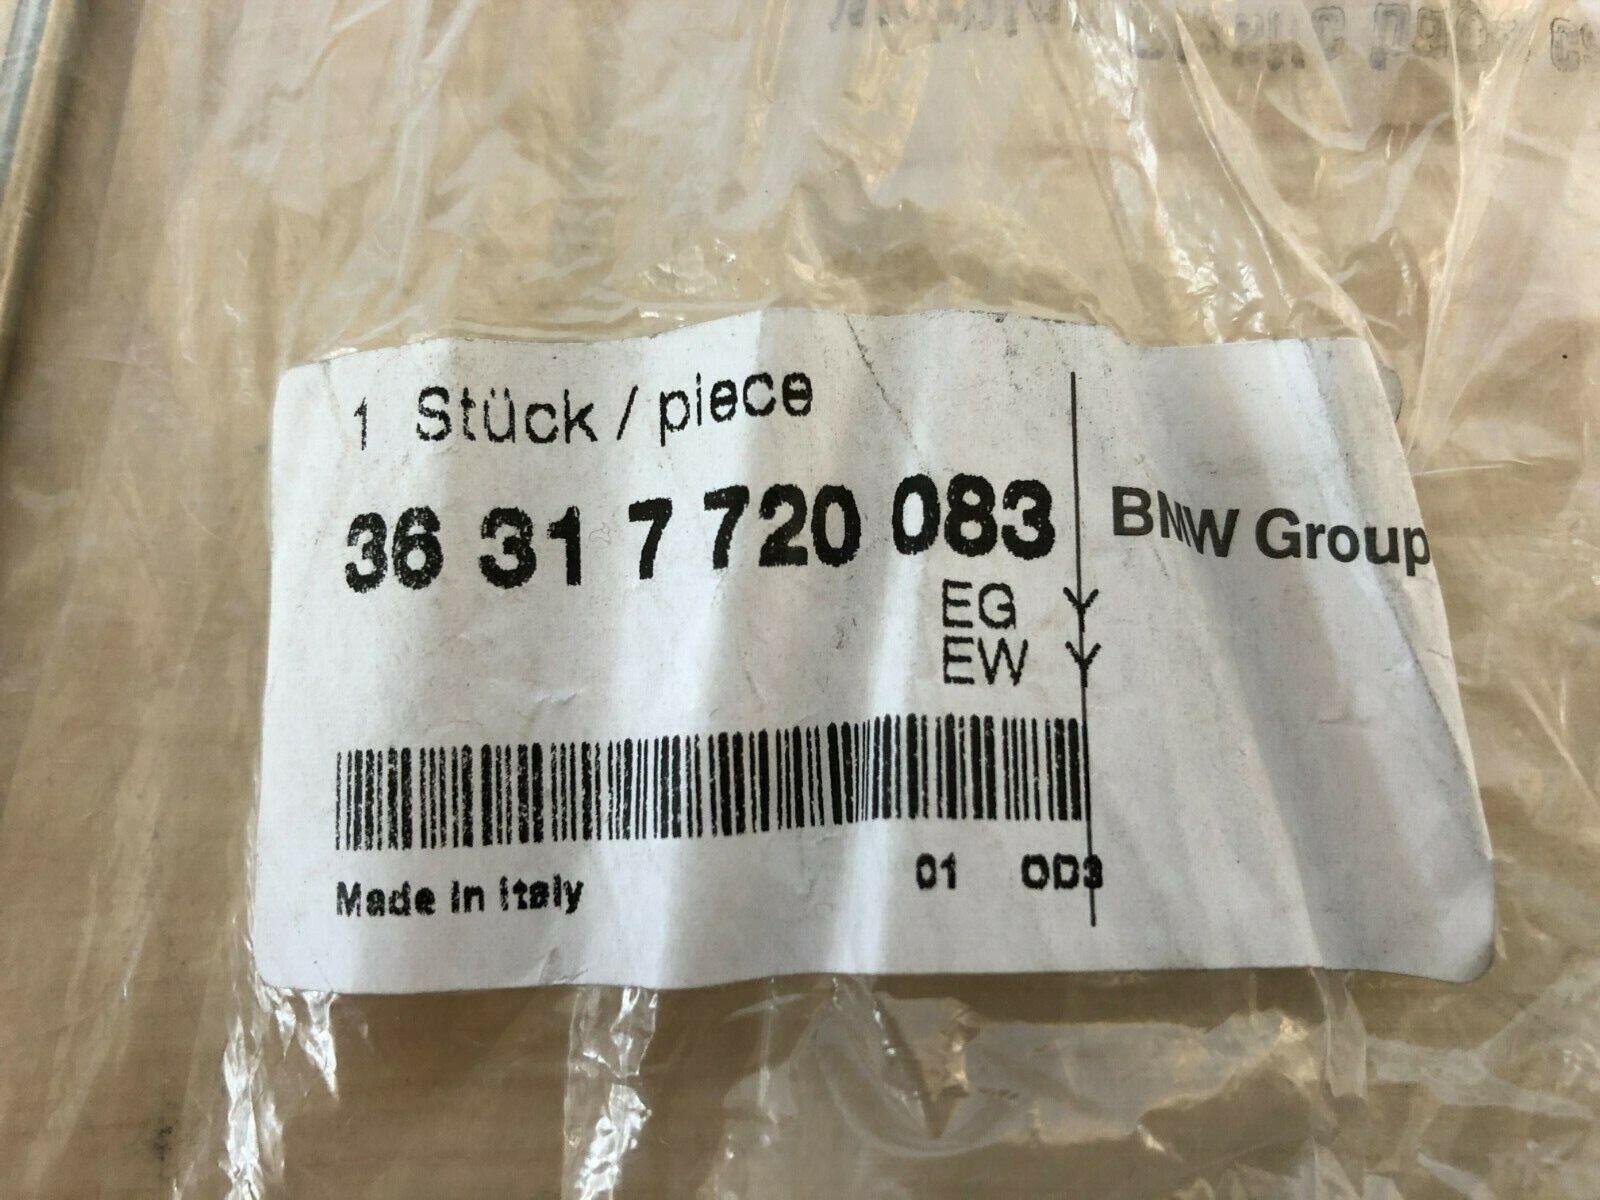 1 Stück / piece
36 31 7 720 083
BMW Group
EG
EW
01 OD3
Made in Italy